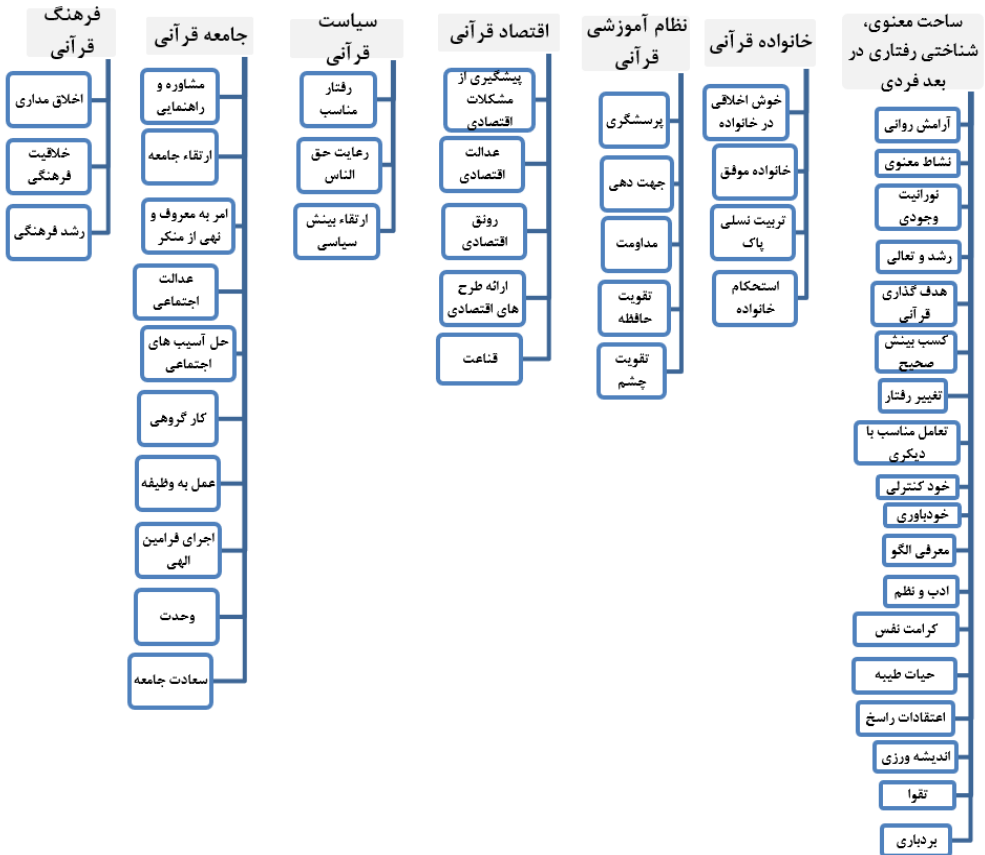 ساحت معنوی،
شناختی رفتاری در
بعد فردی
آرامش روانی
نشاط معنوی
نورانیت
وجودی
رشد و تعالی
هدف گذاری
قرآنی
کسب بینش
صحیح
تغییر رفتار
تعامل مناسب با
دیکری
خود کنترلی
خودباوری
معرفی الگو
ادب و نظم
کرامت نفس
حیات طیبه
اعتقادات راسخ
اندیشه ورزی
تقوا
بردباری
خانواده قرآنی
خوش اخلاقی
در خانواده
خانواده موفق
تربیت نسلی
پاک
استحکام
خانواده
نظام آموزشی
قرآنی
پرسشگری
جهت دهی
مداومت
تقویت
حافظه
تقویت
چشم
اقتصاد قرآنی
پیشگیری از
مشکلات
اقتصادی
عدالت
اقتصادی
رونق
اقتصادی
ارائه طرح
های اقتصادی
قناعت
سیاست
قرآنی
رفتار
مناسب
رعایت حق
الناس
ارتقاء بینش
سیاسی
جامعه قرآنی
مشاوره و
راهنمایی
ارتقاء جامعه
امر به معروف و
نهی از منکر
عدالت
اجتماعی
حل آسیب های
اجتماعی
کار گروهی
عمل به وظیفه
اجرای فرامین
الهی
وحدت
سعادت جامعه
فرهنگ
قرآنی
اخلاق مداری
خلاقیت
فرهنگی
رشد فرهنگی